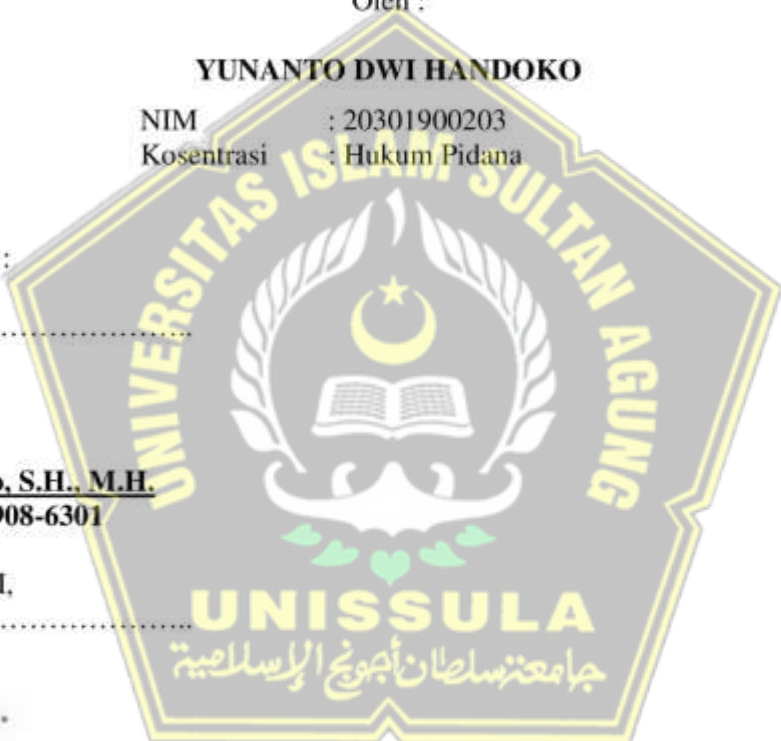 Oleh :
YUNANTO DWI HANDOKO
NIM : 20301900203
Kosentrasi : Hukum Pidana
UNIVERSITAS ISLAM SULTAN AGUNG
:
………………………..
, S.H., M.H.
908-6301
,
………………………..
UNISSULA
جامعة سلطان أجونج الإسلامية